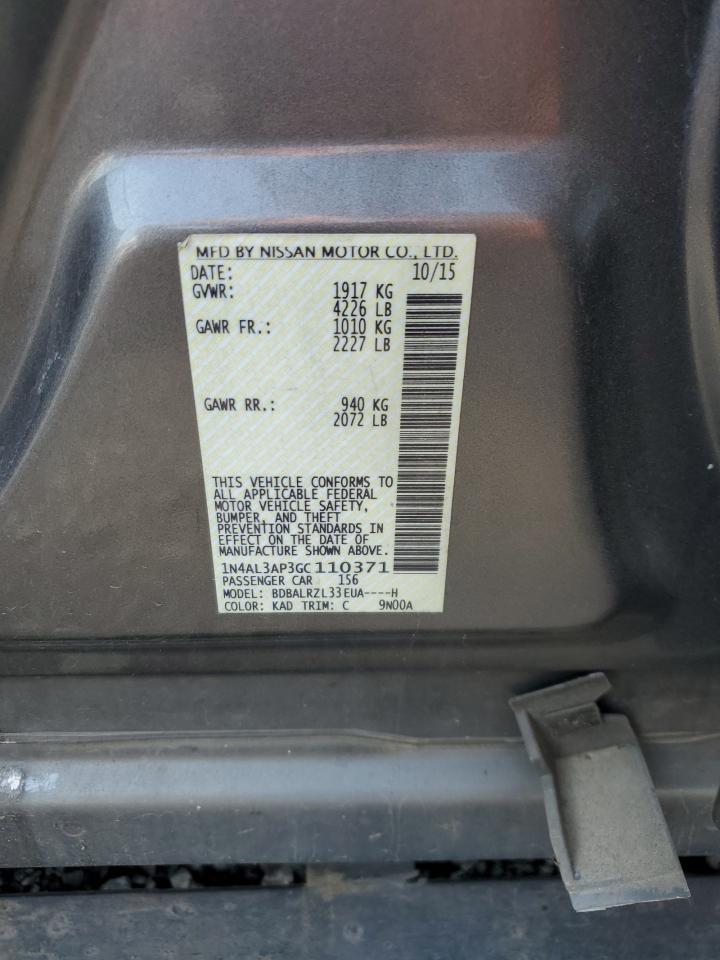 MFD BY NISSAN MOTOR CO., LTD.
DATE: 10/15
GVWR: 1917 KG
4226 LB
GAWR FR.: 1010 KG
2227 LB
GAWR RR.: 940 KG
2072 LB
THIS VEHICLE CONFORMS TO
ALL APPLICABLE FEDERAL
MOTOR VEHICLE SAFETY,
BUMPER, AND THEFT
PREVENTION STANDARDS IN
EFFECT ON THE DATE OF
MANUFACTURE SHOWN ABOVE.
1N4AL3AP3GC110371
PASSENGER CAR 156
MODEL: BDBALRZL33EUA----H
COLOR: KAD TRIM: C 9N00A